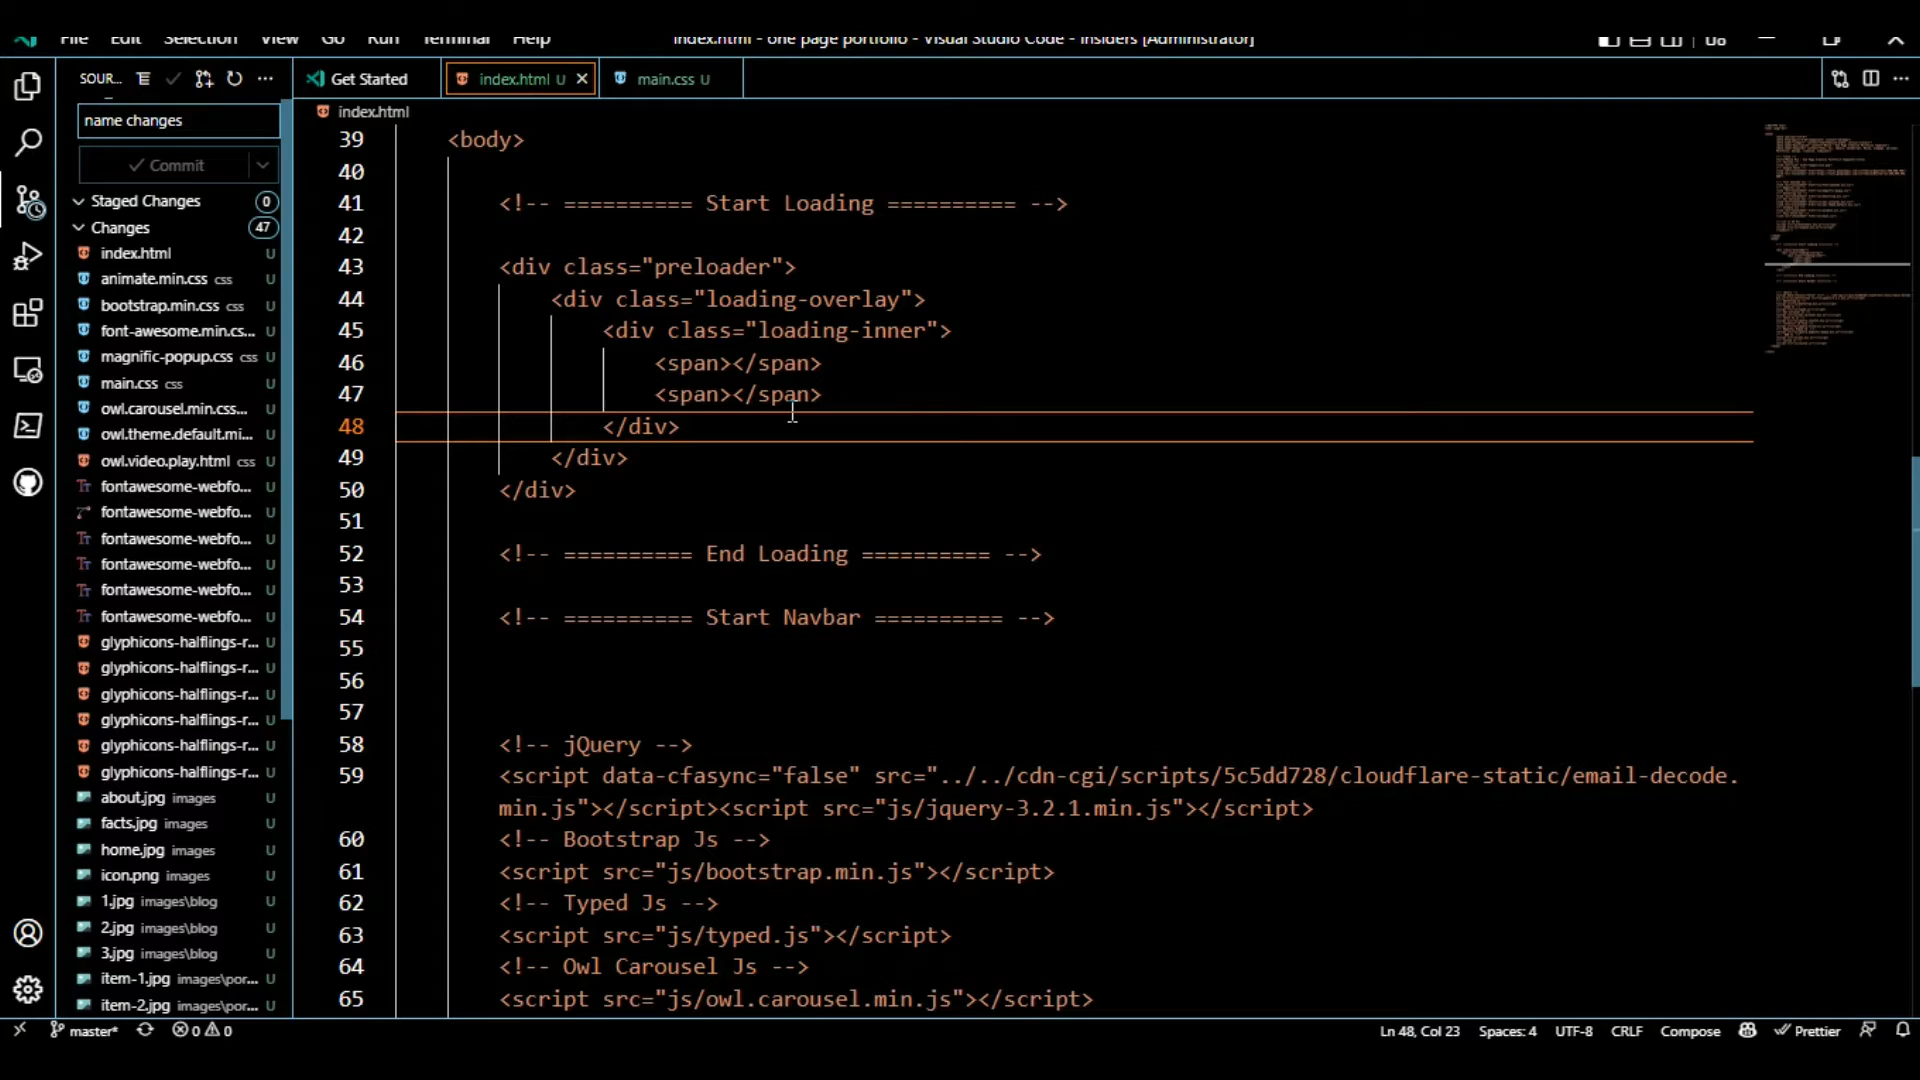 File Edit Selection View Go Run Terminal Help
index.html - one page portfolio - Visual Studio Code - Insiders [Administrator]
SOUR...
Get Started
index.html U
main.css U
name changes
Commit
Staged Changes 0
Changes 47
index.html U
animate.min.css css U
bootstrap.min.css css U
font-awesome.min.cs... U
magnific-popup.css css U
main.css css U
owl.carousel.min.css... U
owl.theme.default.mi... U
owl.video.play.html css U
fontawesome-webfo... U
fontawesome-webfo... U
fontawesome-webfo... U
fontawesome-webfo... U
fontawesome-webfo... U
fontawesome-webfo... U
glyphicons-halflings-r... U
glyphicons-halflings-r... U
glyphicons-halflings-r... U
glyphicons-halflings-r... U
glyphicons-halflings-r... U
glyphicons-halflings-r... U
about.jpg images U
facts.jpg images U
home.jpg images U
icon.png images U
1.jpg images\blog U
2.jpg images\blog U
3.jpg images\blog U
item-1.jpg images\por... U
item-2.jpg images\por... U
index.html
39 <body>
40
41 <!-- ========== Start Loading ========== -->
42
43 <div class="preloader">
44 <div class="loading-overlay">
45 <div class="loading-inner">
46 <span></span>
47 <span></span>
48 </div>
49 </div>
50 </div>
51
52 <!-- ========== End Loading ========== -->
53
54 <!-- ========== Start Navbar ========== -->
55
56
57
58 <!-- jQuery -->
59 <script data-cfasync="false" src="../../cdn-cgi/scripts/5c5dd728/cloudflare-static/email-decode.
min.js"></script><script src="js/jquery-3.2.1.min.js"></script>
60 <!-- Bootstrap Js -->
61 <script src="js/bootstrap.min.js"></script>
62 <!-- Typed Js -->
63 <script src="js/typed.js"></script>
64 <!-- Owl Carousel Js -->
65 <script src="js/owl.carousel.min.js"></script>
master* 0 0
Ln 48, Col 23 Spaces: 4 UTF-8 CRLF Compose Prettier